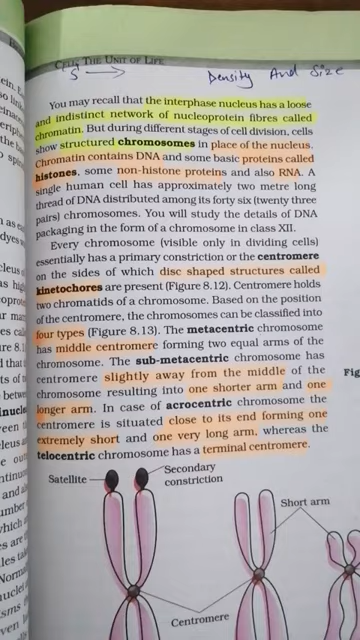 CELL: THE UNIT OF LIFE
S → Density And Size
You may recall that the interphase nucleus has a loose
and indistinct network of nucleoprotein fibres called
chromatin. But during different stages of cell division, cells
show structured chromosomes in place of the nucleus.
Chromatin contains DNA and some basic proteins called
histones, some non-histone proteins and also RNA. A
single human cell has approximately two metre long
thread of DNA distributed among its forty six (twenty three
pairs) chromosomes. You will study the details of DNA
packaging in the form of a chromosome in class XII.
Every chromosome (visible only in dividing cells)
essentially has a primary constriction or the centromere
on the sides of which disc shaped structures called
kinetochores are present (Figure 8.12). Centromere holds
two chromatids of a chromosome. Based on the position
of the centromere, the chromosomes can be classified into
four types (Figure 8.13). The metacentric chromosome
has middle centromere forming two equal arms of the
chromosome. The sub-metacentric chromosome has
centromere slightly away from the middle of the
chromosome resulting into one shorter arm and one
longer arm. In case of acrocentric chromosome the
centromere is situated close to its end forming one
extremely short and one very long arm, whereas the
telocentric chromosome has a terminal centromere.
Satellite
Secondary
constriction
Short arm
Centromere
Fig